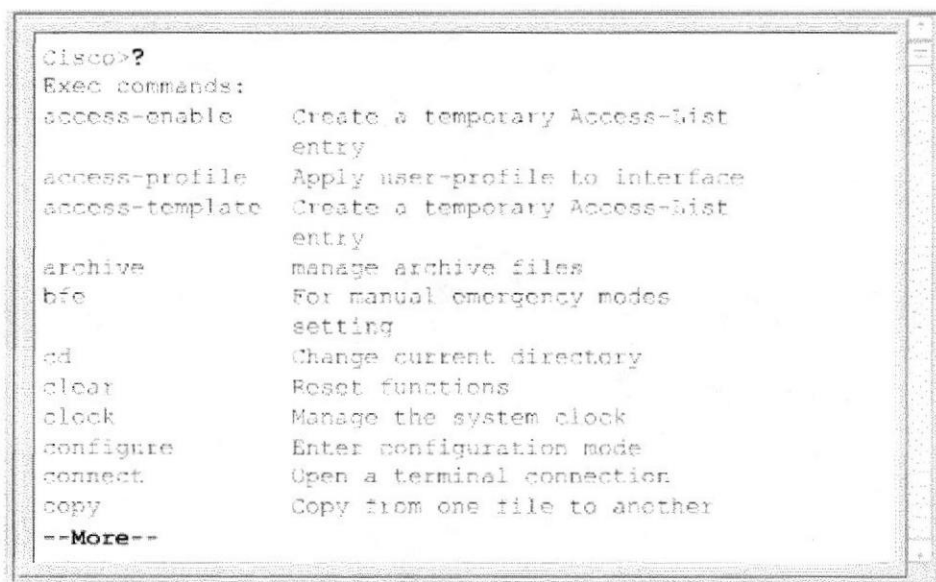 Cisco>?
Exec commands:
access-enable Create a temporary Access-List
entry
access-profile Apply user-profile to interface
access-template Create a temporary Access-List
entry
archive manage archive files
bfe For manual emergency modes
setting
cd Change current directory
clear Reset functions
clock Manage the system clock
configure Enter configuration mode
connect Open a terminal connection
copy Copy from one file to another
--More--